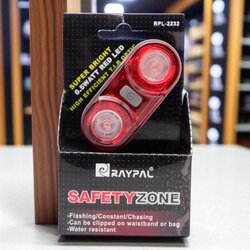 RPL-2232
SUPER BRIGHT
0.5WATT RED LED
HIGH EFFICIENT T.I.R OPTIC
RAYPAL
SAFETYZONE
- Flashing/Constant/Chasing
- Can be clipped on waistband or bag
- Water resistant